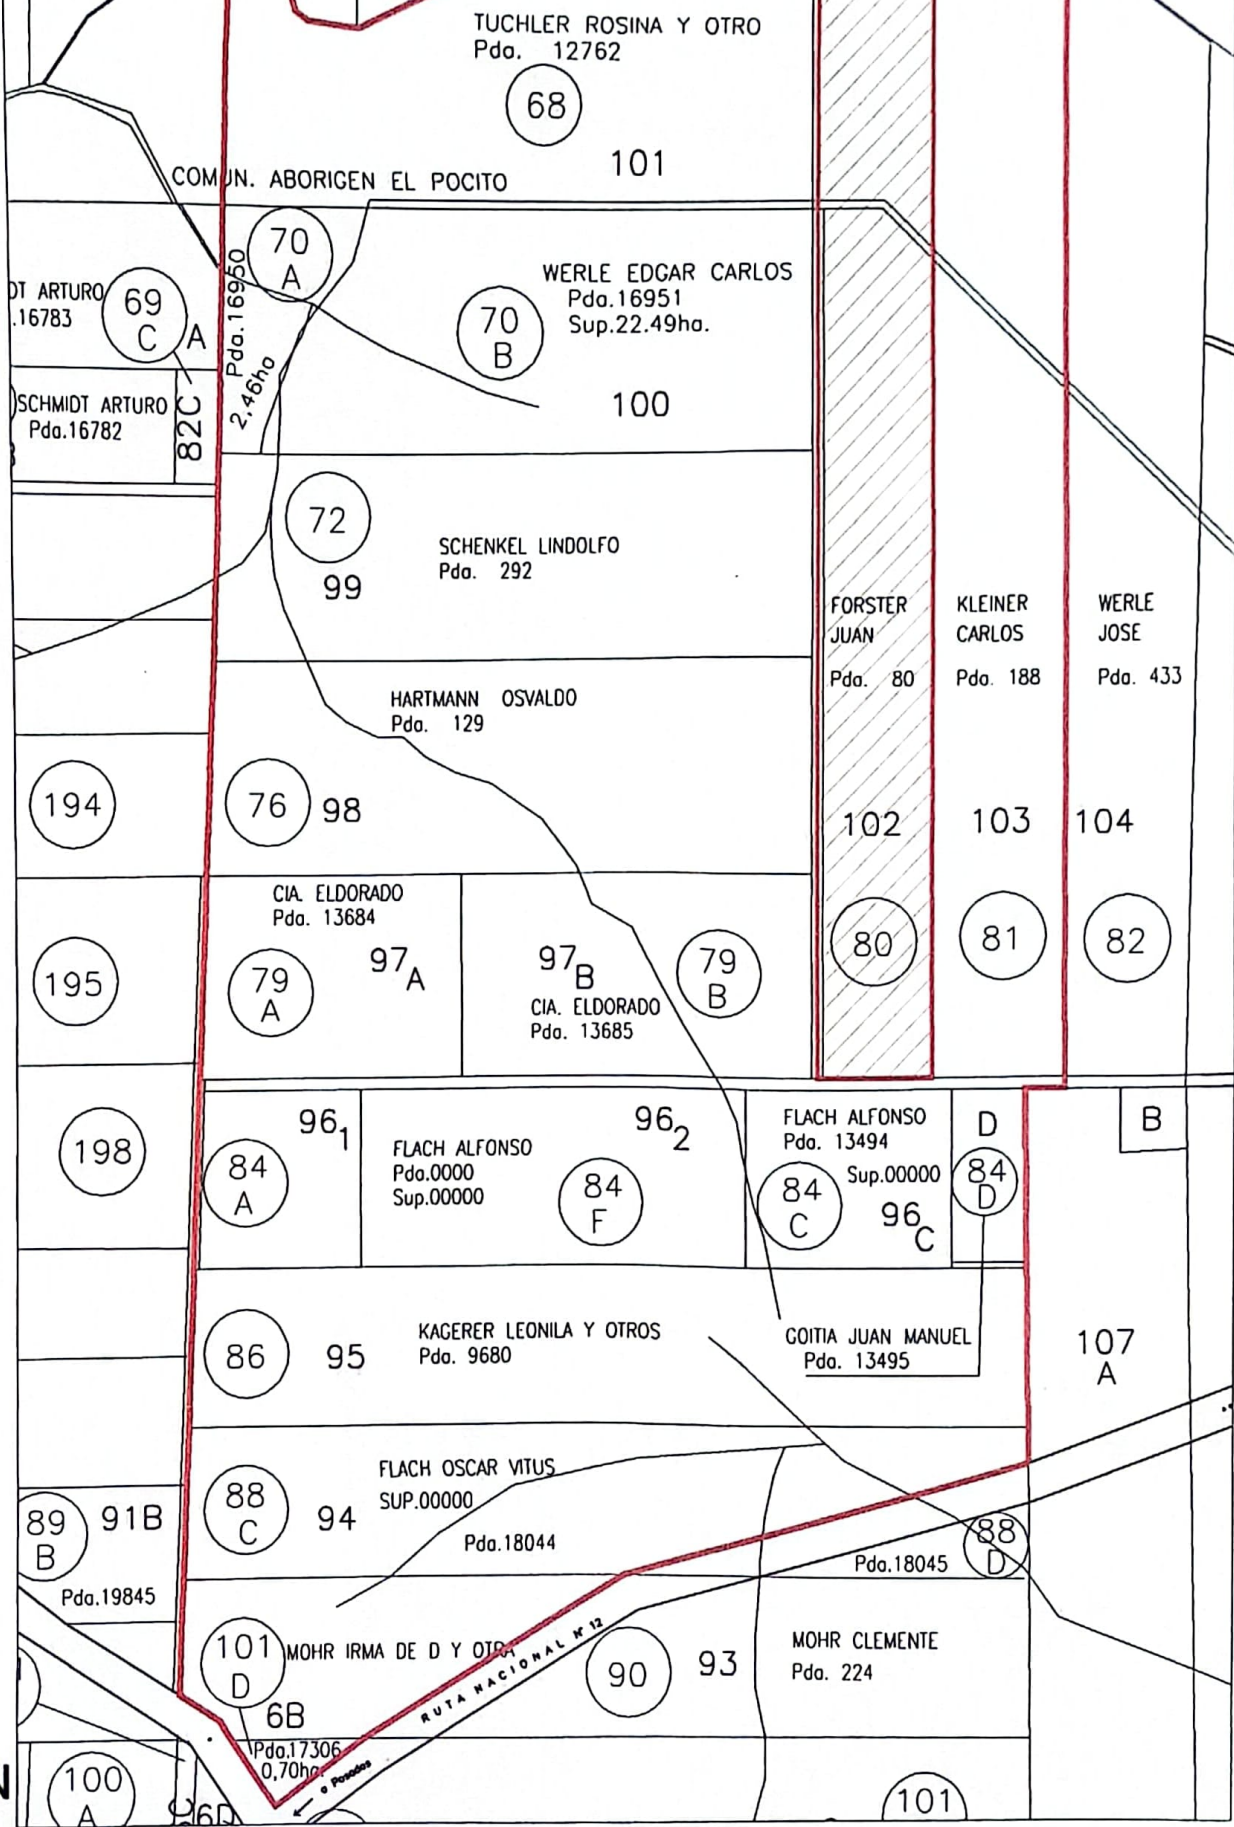 TUCHLER ROSINA Y OTRO
Pda. 12762
68
101
COMUN. ABORIGEN EL POCITO
70
A
Pda.16950
2,46ha
WERLE EDGAR CARLOS
Pda.16951
Sup.22.49ha.
70
B
100
DT ARTURO
.16783
69
C
A
SCHMIDT ARTURO
Pda.16782
82C
72
99
SCHENKEL LINDOLFO
Pda. 292
FORSTER
JUAN
Pda. 80
KLEINER
CARLOS
Pda. 188
WERLE
JOSE
Pda. 433
HARTMANN OSVALDO
Pda. 129
194
76
98
102
103
104
CIA. ELDORADO
Pda. 13684
195
79
A
97A
97B
79
B
CIA. ELDORADO
Pda. 13685
80
81
82
198
961
84
A
FLACH ALFONSO
Pda.0000
Sup.00000
962
84
F
FLACH ALFONSO
Pda. 13494
Sup.00000
84
C
96C
D
84
D
B
86
95
KAGERER LEONILA Y OTROS
Pda. 9680
GOITIA JUAN MANUEL
Pda. 13495
107
A
88
C
94
FLACH OSCAR VITUS
SUP.00000
Pda.18044
89
B
91B
Pda.19845
Pda.18045
88
D
101
D
MOHR IRMA DE D Y OTRA
6B
Pda.17306
0,70ha.
RUTA NACIONAL Nº 12
a Posadas
90
93
MOHR CLEMENTE
Pda. 224
N
100
A
6D
101